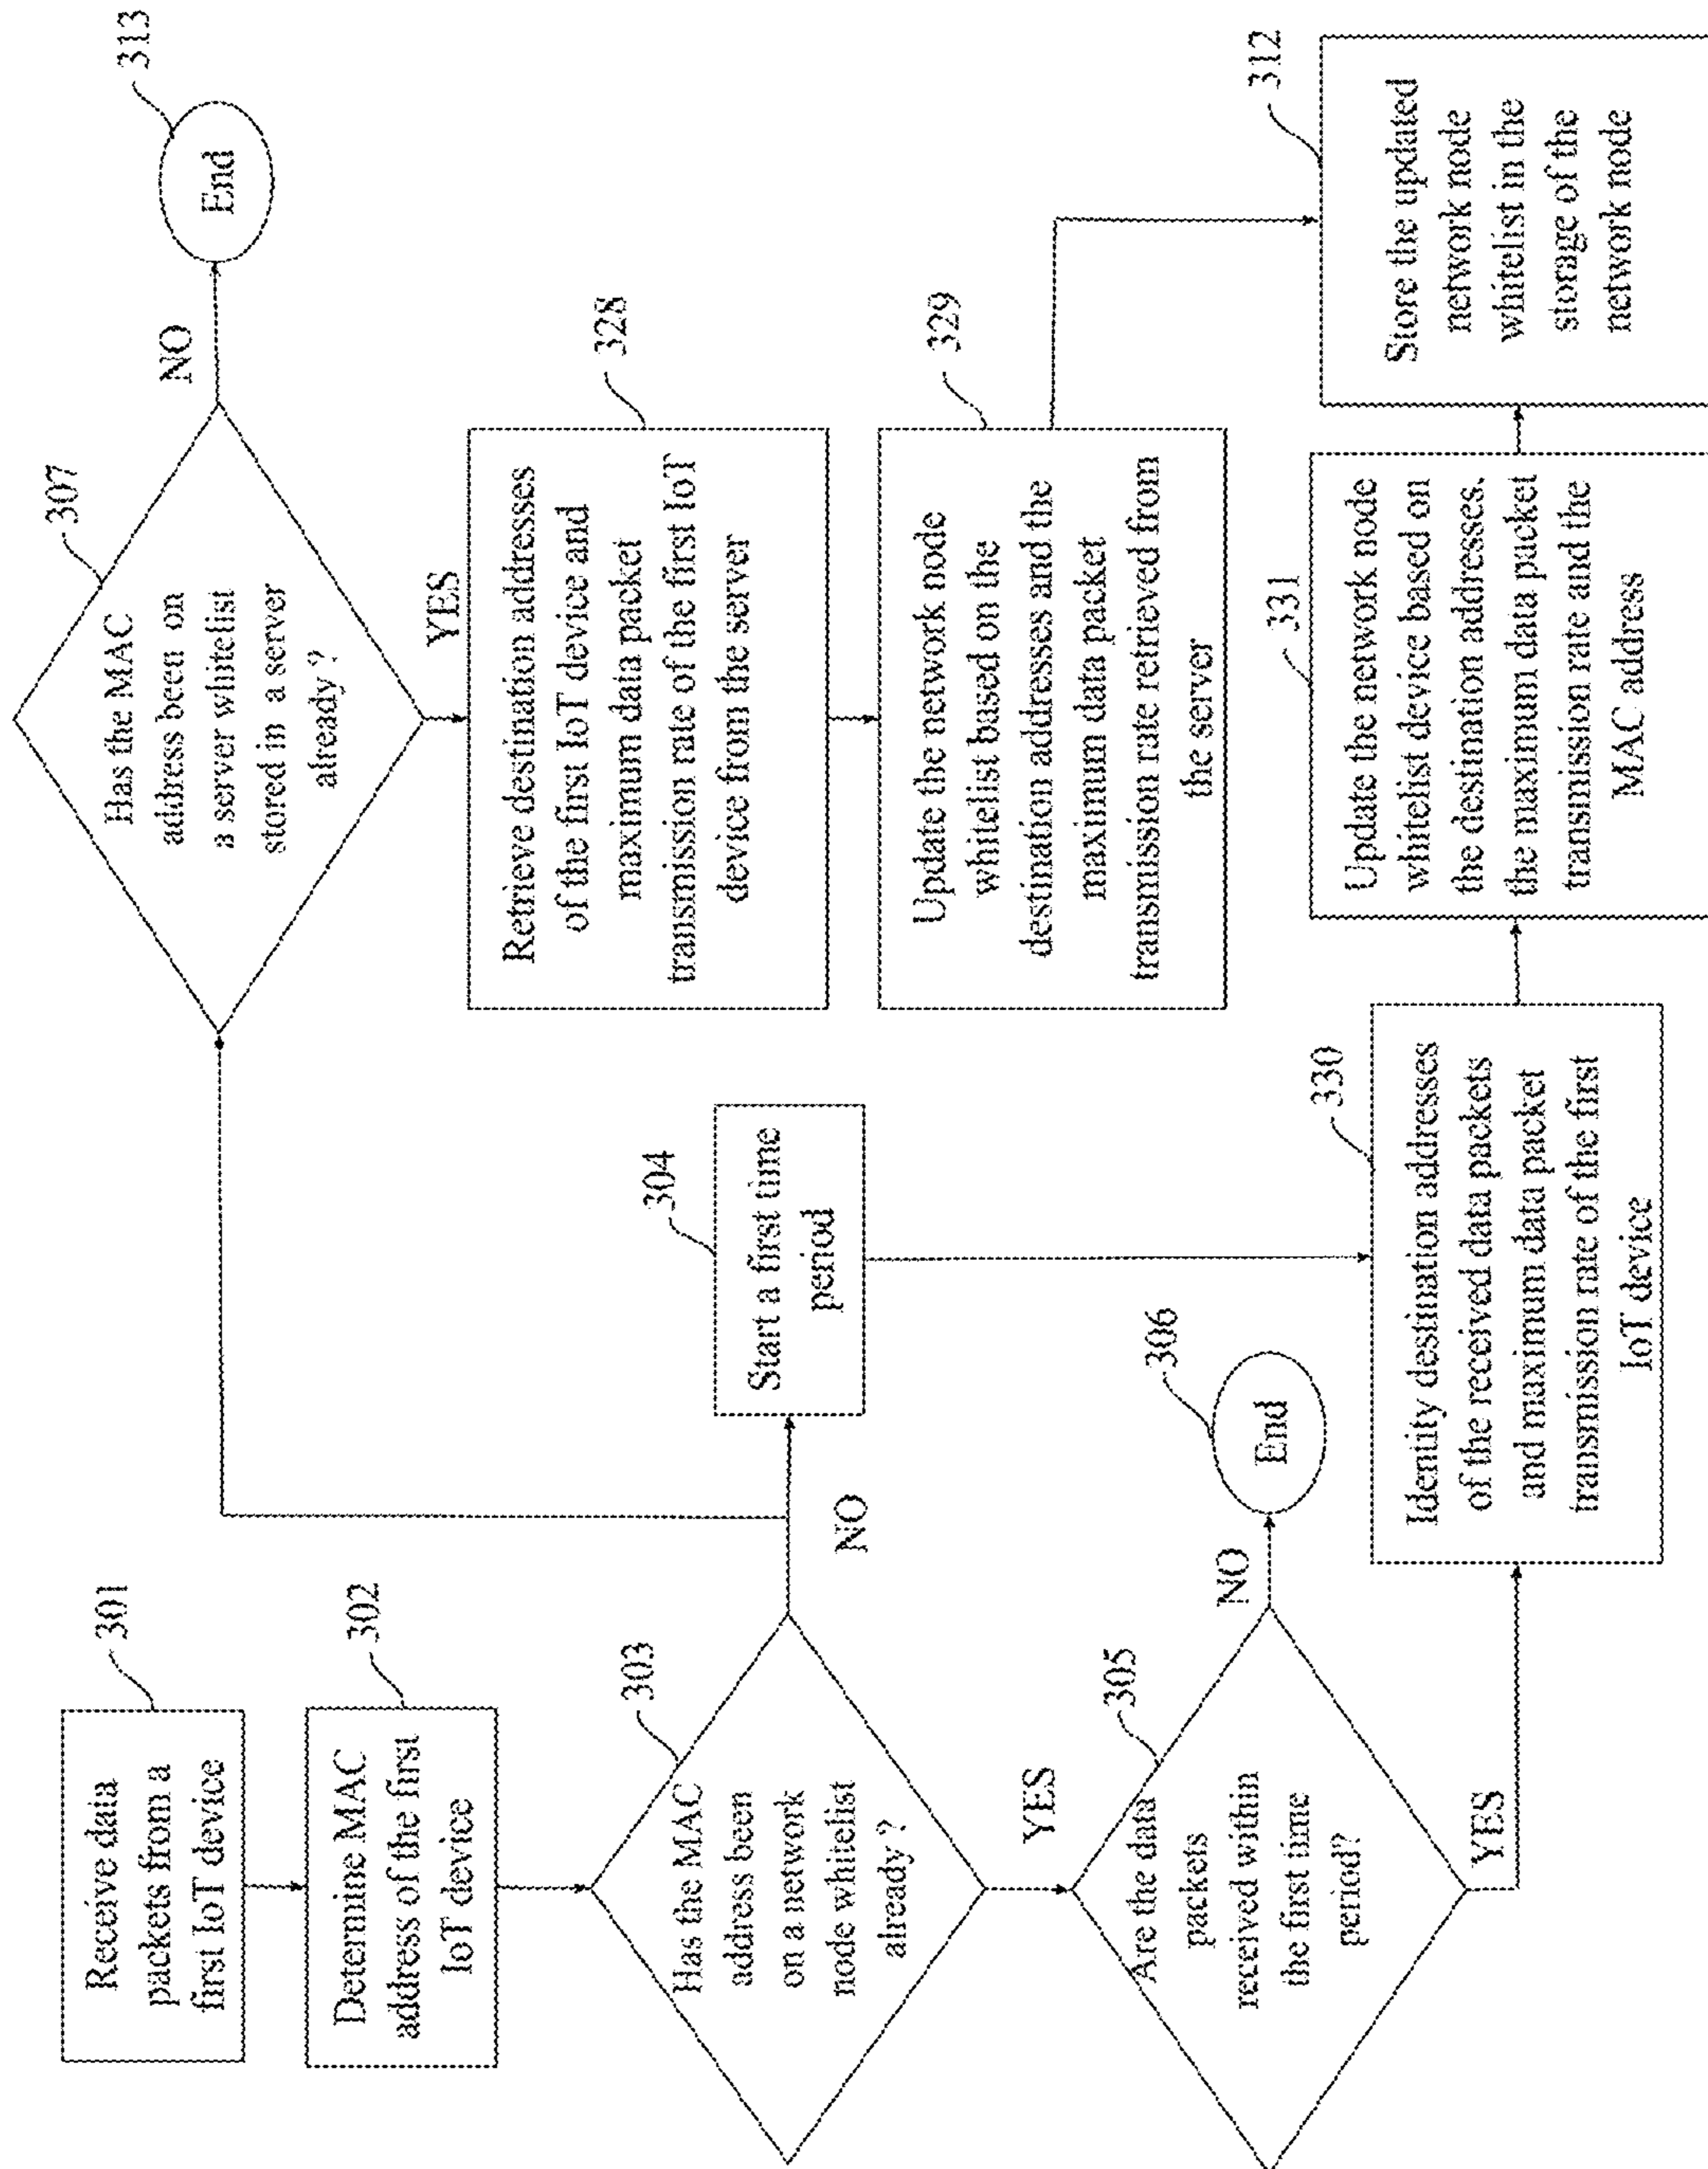 301
Receive data
packets from a
first IoT device
302
Determine MAC
address of the first
IoT device
303
Has the MAC
address been
on a network
node whitelist
already ?
NO
YES
304
Start a first time
period
305
Are the data
packets
received within
the first time
period?
NO
306
End
YES
307
Has the MAC
address been on
a server whitelist
stored in a server
already ?
NO
313
End
YES
328
Retrieve destination addresses
of the first IoT device and
maximum data packet
transmission rate of the first IoT
device from the server
329
Update the network node
whitelist based on the
destination addresses and the
maximum data packet
transmission rate retrieved from
the server
330
Identity destination addresses
of the received data packets
and maximum data packet
transmission rate of the first
IoT device
331
Update the network node
whitelist device based on
the destination addresses.
the maximum data packet
transmission rate and the
MAC address
312
Store the updated
network node
whitelist in the
storage of the
network node